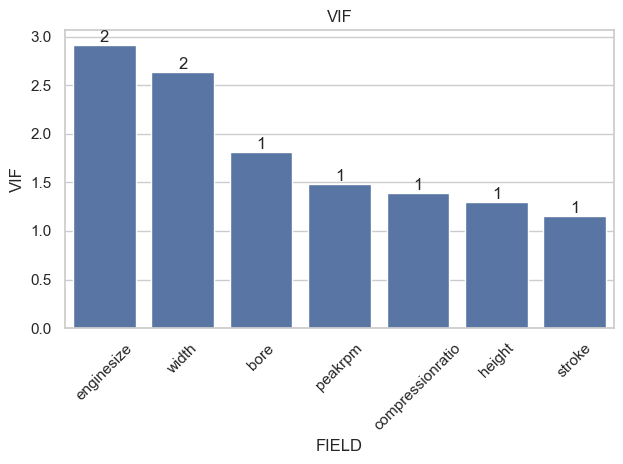 VIF
3.0
2.5
2.0
1.5
1.0
0.5
0.0
VIF
2
2
1
1
1
1
1
enginesize
width
bore
peakrpm
compressionratio
height
stroke
FIELD